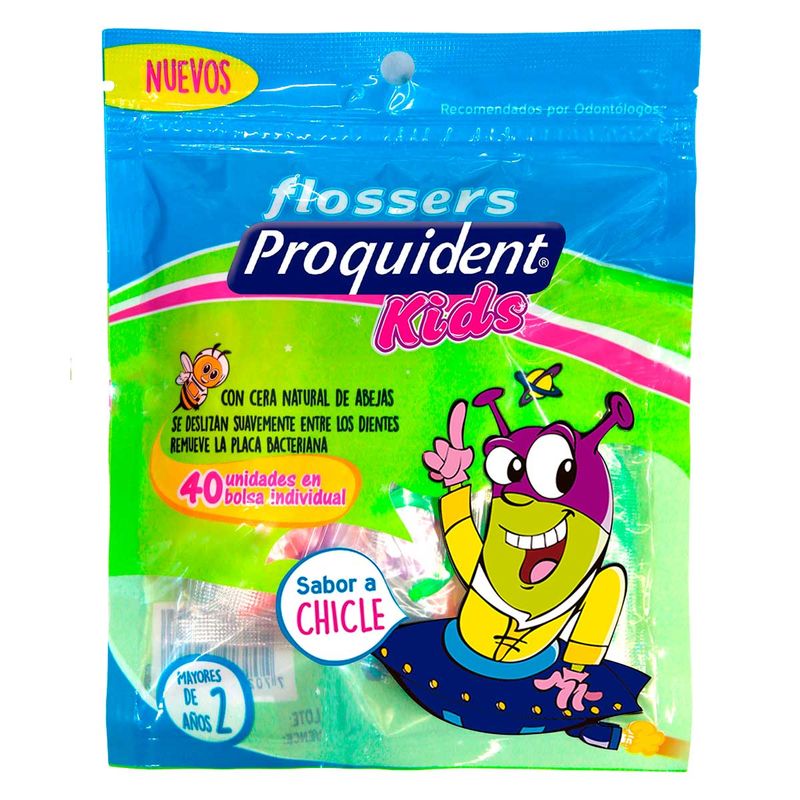 NUEVOS
Recomendados por Odontólogos
flossers
Proquident®
Kids
CON CERA NATURAL DE ABEJAS
SE DESLIZAN SUAVEMENTE ENTRE LOS DIENTES
REMUEVE LA PLACA BACTERIANA
40 unidades en
bolsa individual
Sabor a
CHICLE
MAYORES
DE 2
AÑOS
LOTE:
VENCE: